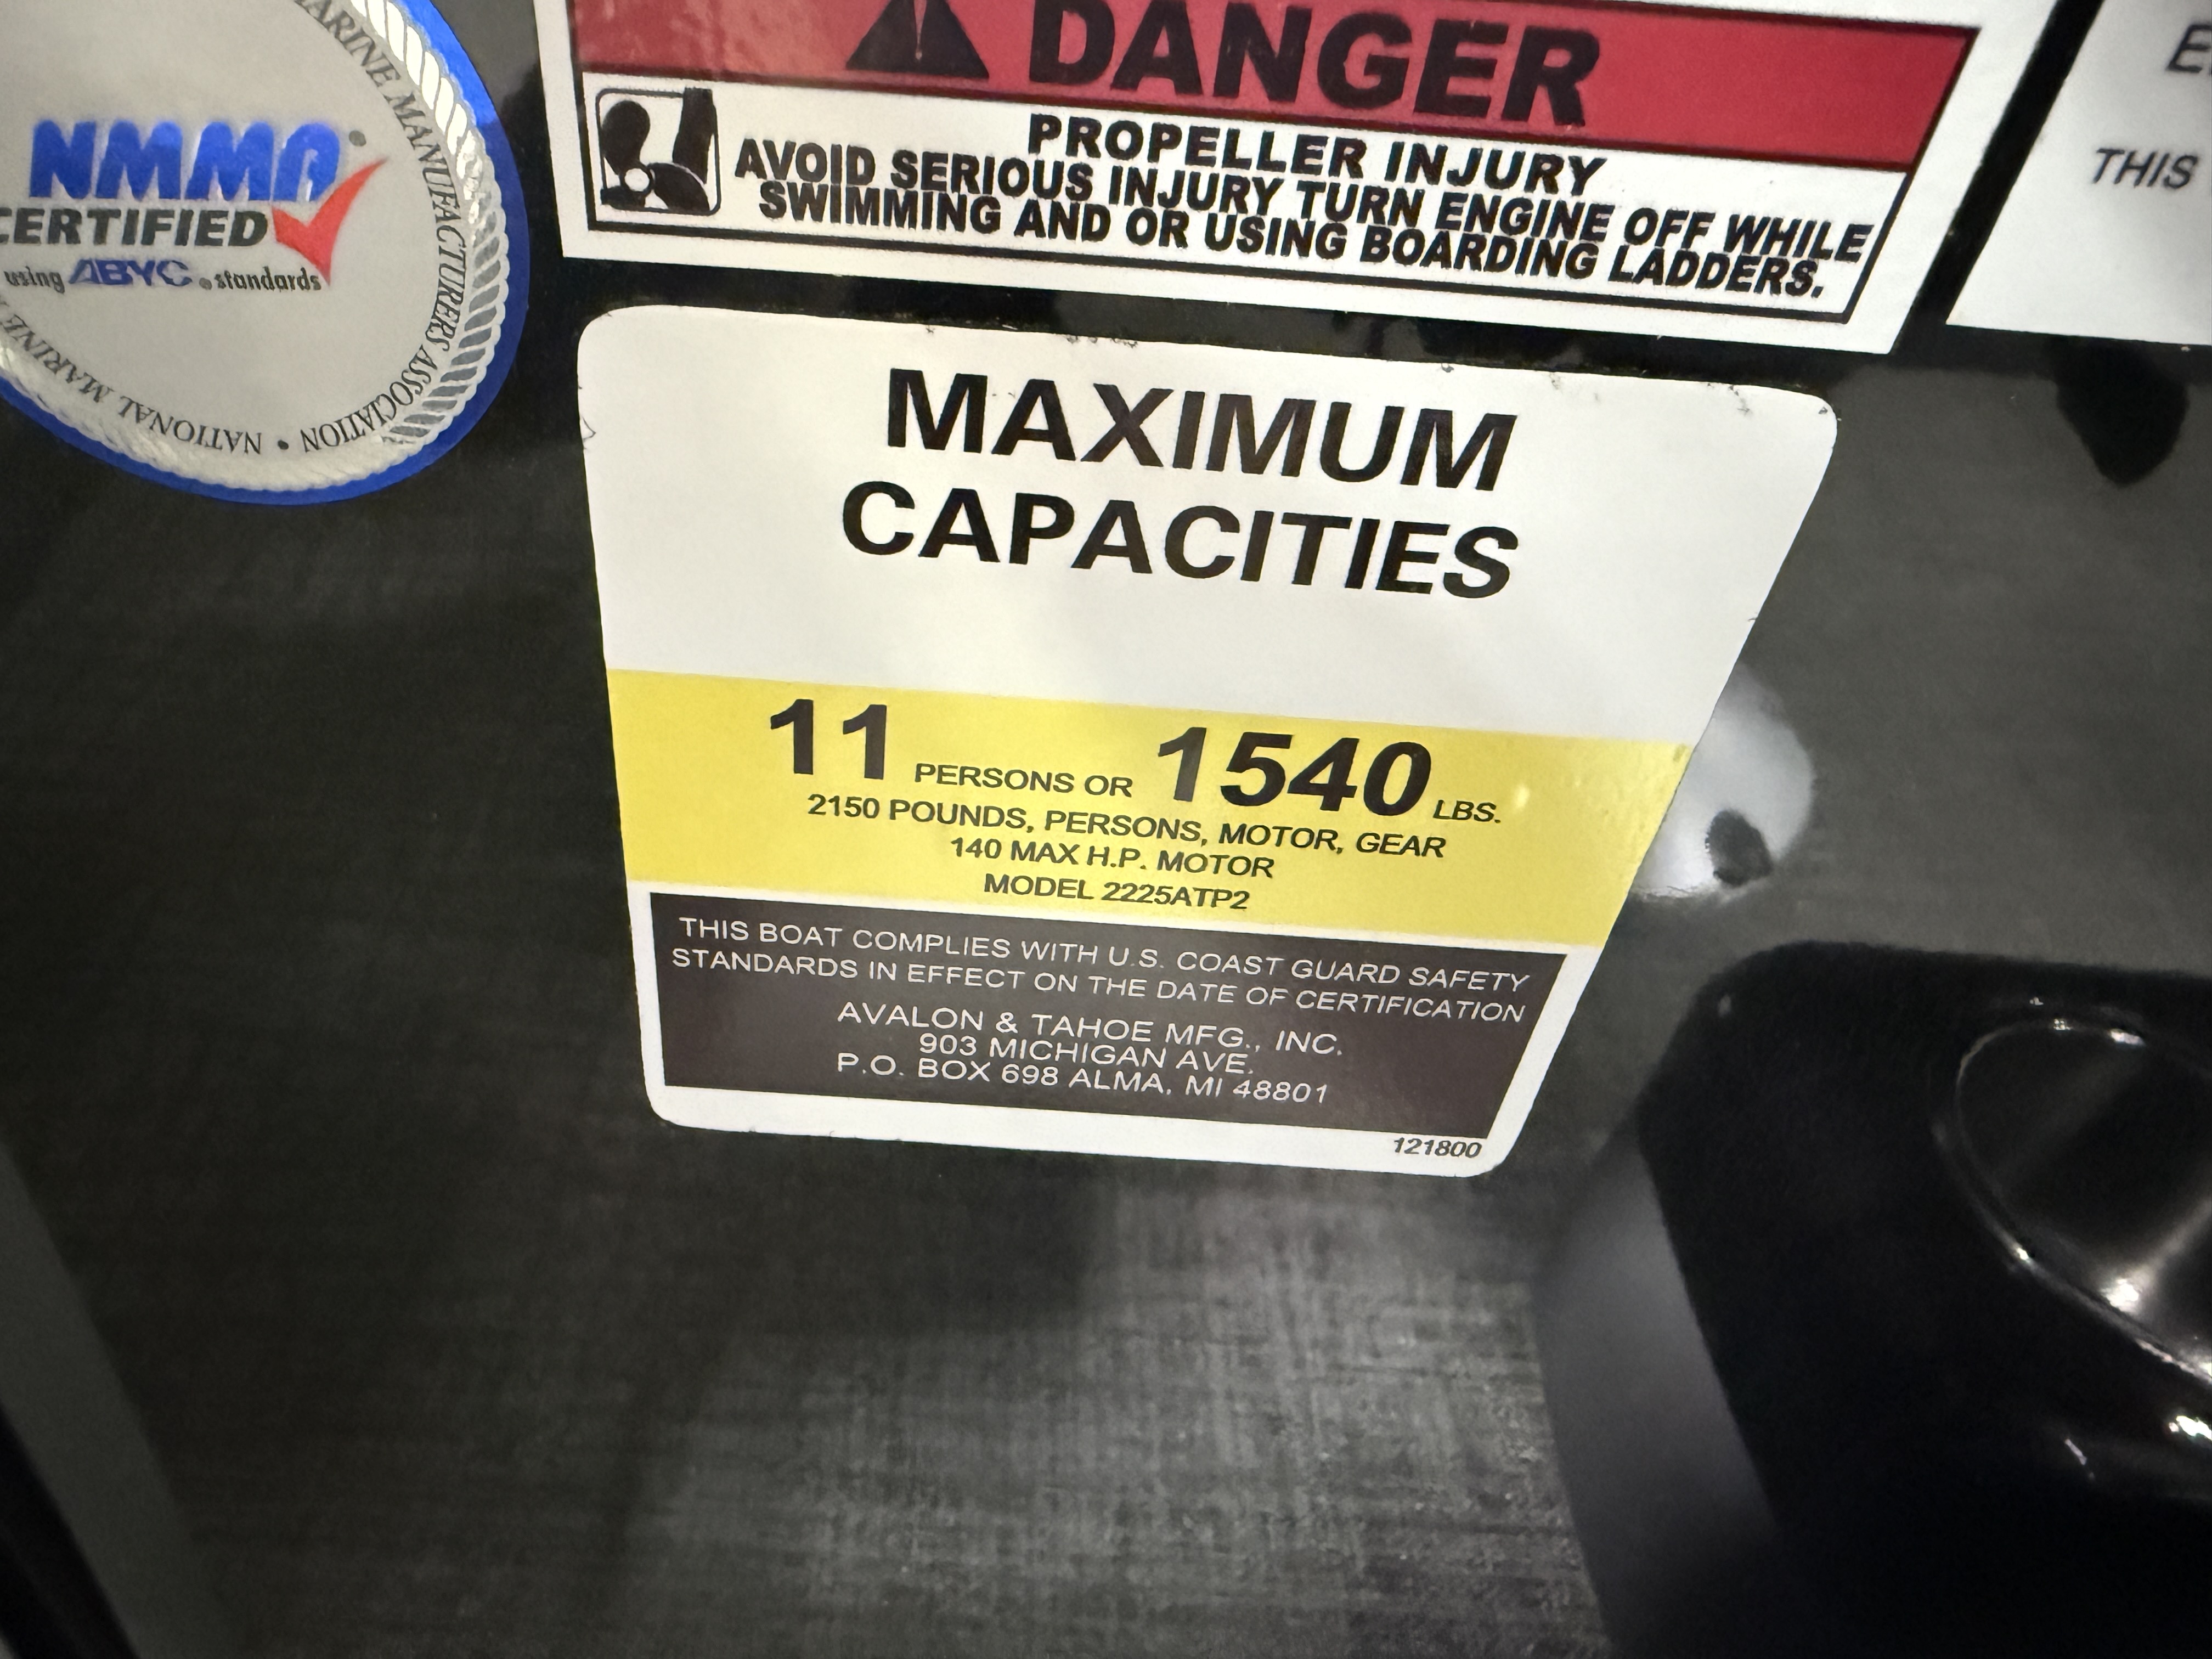 NMMA
CERTIFIED
using ABYC standards
MARINE MANUFACTURERS ASSOCIATION • NATIONAL MARINE
DANGER
PROPELLER INJURY
AVOID SERIOUS INJURY TURN ENGINE OFF WHILE
SWIMMING AND OR USING BOARDING LADDERS.
THIS
MAXIMUM
CAPACITIES
11 PERSONS OR 1540 LBS.
2150 POUNDS, PERSONS, MOTOR, GEAR
140 MAX H.P. MOTOR
MODEL 2225ATP2
THIS BOAT COMPLIES WITH U.S. COAST GUARD SAFETY
STANDARDS IN EFFECT ON THE DATE OF CERTIFICATION
AVALON & TAHOE MFG., INC.
903 MICHIGAN AVE.
P.O. BOX 698 ALMA, MI 48801
121800